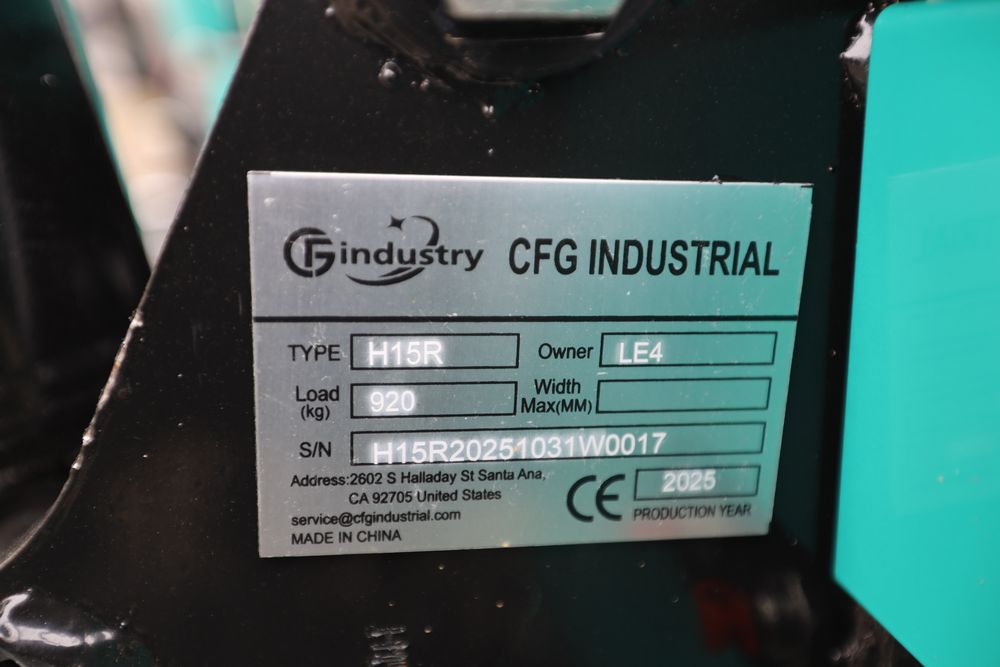 CFindustry CFG INDUSTRIAL
TYPE H15R Owner LE4
Load (kg) 920 Width Max(MM)
S/N H15R20251031W0017
Address:2602 S Halladay St Santa Ana,
CA 92705 United States
service@cfgindustrial.com
MADE IN CHINA
CE 2025
PRODUCTION YEAR